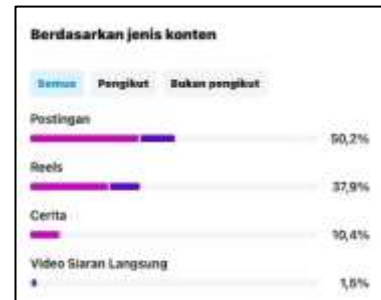 Berdasarkan jenis konten
Semua Pengikut Bukan pengikut
Postingan
50,2%
Reels
37,9%
Cerita
10,4%
Video Siaran Langsung
1,5%